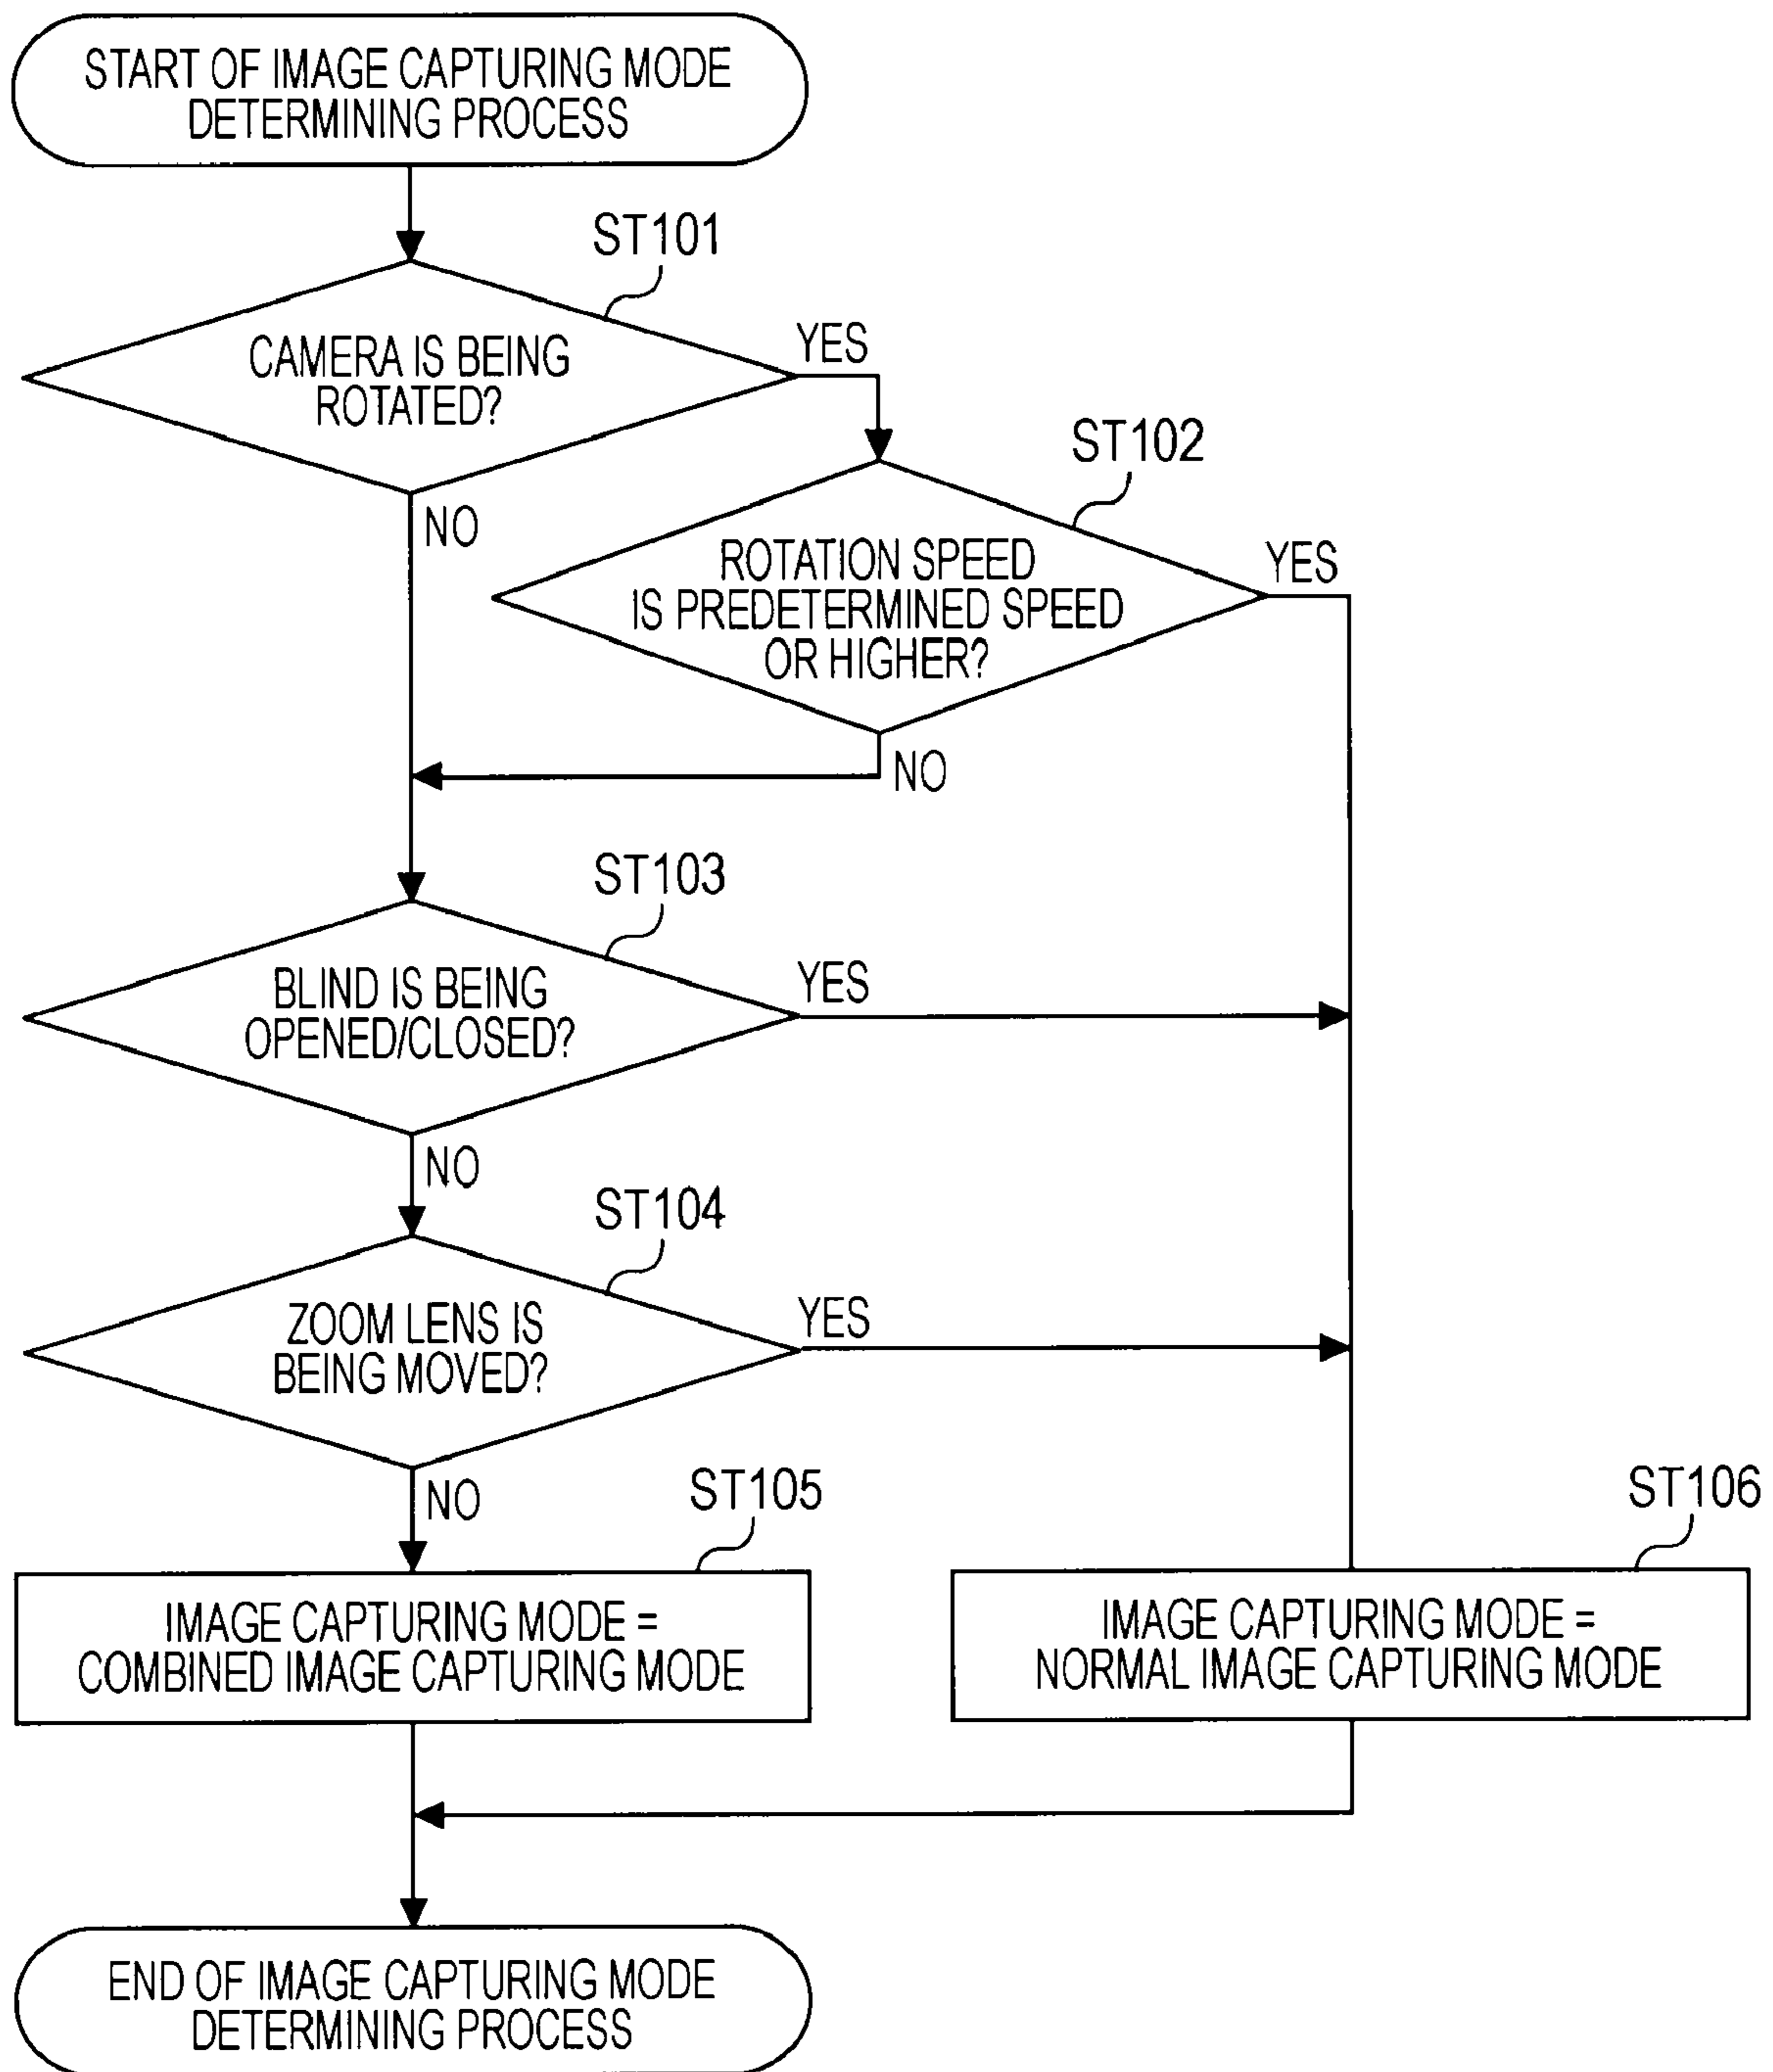 START OF IMAGE CAPTURING MODE
DETERMINING PROCESS
ST101
CAMERA IS BEING
ROTATED?
YES
NO
ST102
ROTATION SPEED
IS PREDETERMINED SPEED
OR HIGHER?
YES
NO
ST103
BLIND IS BEING
OPENED/CLOSED?
YES
NO
ST104
ZOOM LENS IS
BEING MOVED?
YES
NO
ST105
IMAGE CAPTURING MODE =
COMBINED IMAGE CAPTURING MODE
ST106
IMAGE CAPTURING MODE =
NORMAL IMAGE CAPTURING MODE
END OF IMAGE CAPTURING MODE
DETERMINING PROCESS